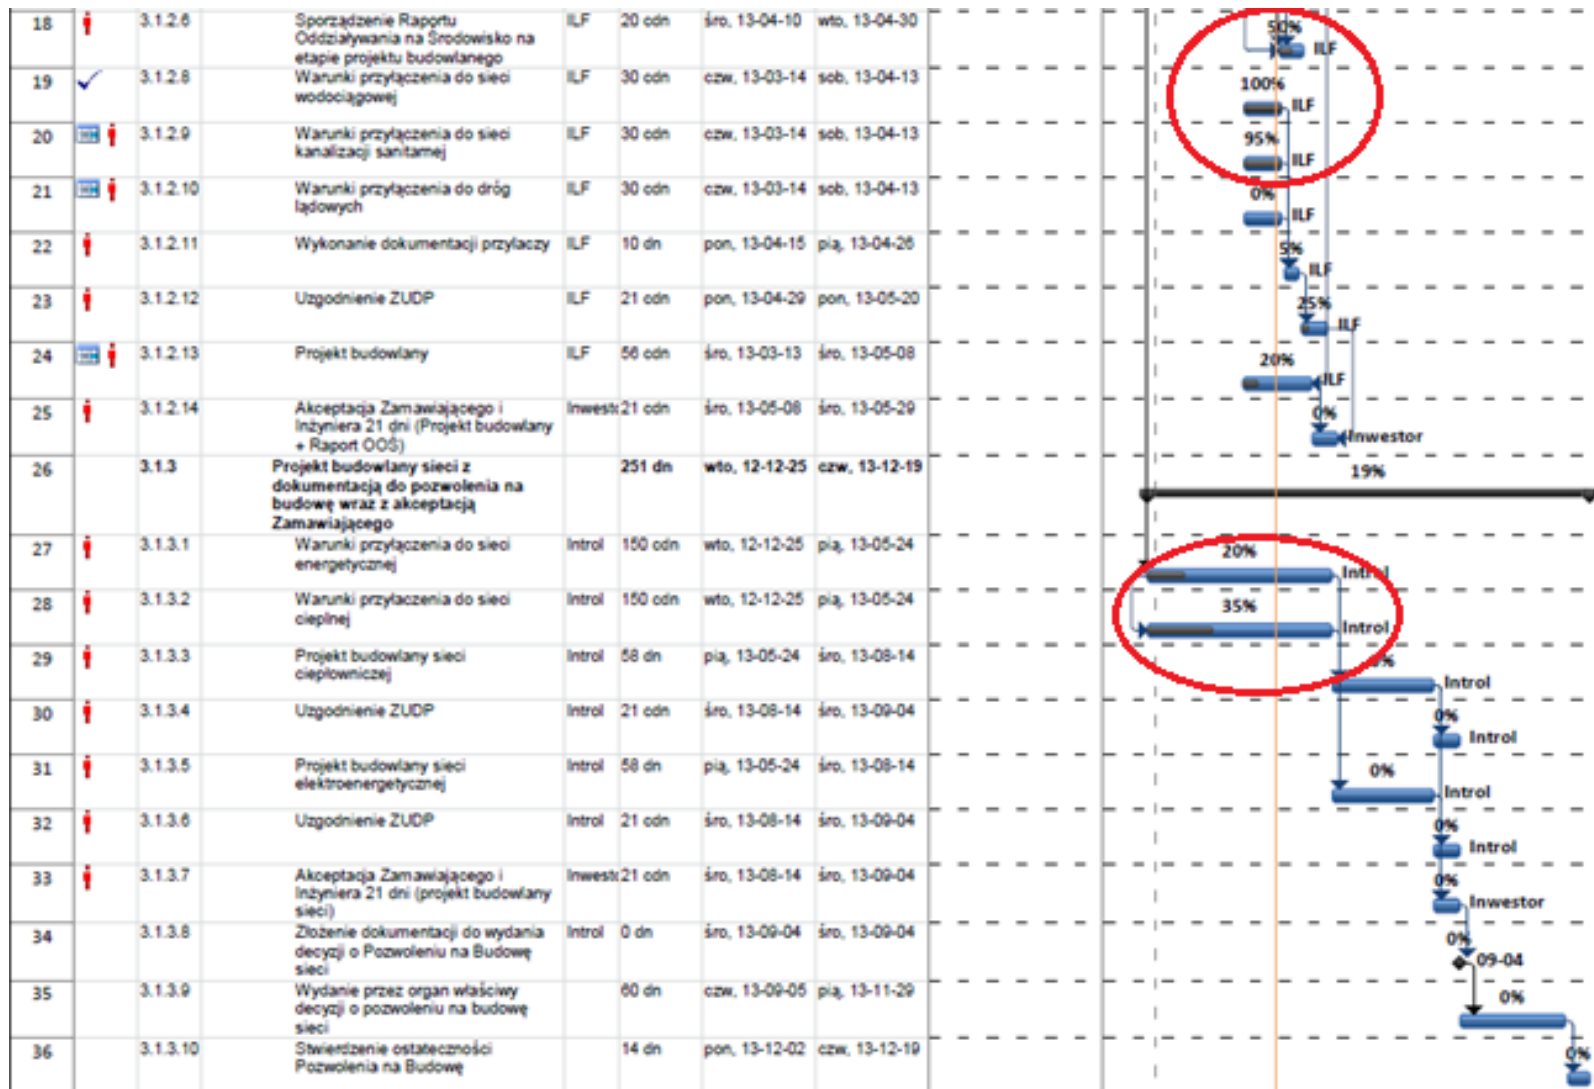 18 3.1.2.6 Sporządzenie Raportu ILF 20 cdn śro, 13-04-10 wto, 13-04-30 50%
Oddziaływania na Środowisko na ILF
etapie projektu budowlanego
19 3.1.2.8 Warunki przyłączenia do sieci ILF 30 cdn czw, 13-03-14 sob, 13-04-13 100%
wodociągowej ILF
20 3.1.2.9 Warunki przyłączenia do sieci ILF 30 cdn czw, 13-03-14 sob, 13-04-13 95%
kanalizacji sanitarnej ILF
21 3.1.2.10 Warunki przyłączenia do dróg ILF 30 cdn czw, 13-03-14 sob, 13-04-13 0%
lądowych ILF
22 3.1.2.11 Wykonanie dokumentacji przylaczy ILF 10 dn pon, 13-04-15 pią, 13-04-26 5%
ILF
23 3.1.2.12 Uzgodnienie ZUDP ILF 21 cdn pon, 13-04-29 pon, 13-05-20 25%
ILF
24 3.1.2.13 Projekt budowlany ILF 56 cdn śro, 13-03-13 śro, 13-05-08 20%
ILF
25 3.1.2.14 Akceptacja Zamawiającego i Inwest 21 cdn śro, 13-05-08 śro, 13-05-29 0%
Inżyniera 21 dni (Projekt budowlany Inwestor
+ Raport OOŚ)
26 3.1.3 Projekt budowlany sieci z 251 dn wto, 12-12-25 czw, 13-12-19 19%
dokumentacją do pozwolenia na
budowę wraz z akceptacją
Zamawiającego
27 3.1.3.1 Warunki przyłączenia do sieci Introl 150 cdn wto, 12-12-25 pią, 13-05-24 20%
energetycznej Introl
28 3.1.3.2 Warunki przyłaczenia do sieci Introl 150 cdn wto, 12-12-25 pią, 13-05-24 35%
cieplnej Introl
29 3.1.3.3 Projekt budowlany sieci Introl 58 dn pią, 13-05-24 śro, 13-08-14
ciepłowniczej Introl
30 3.1.3.4 Uzgodnienie ZUDP Introl 21 cdn śro, 13-08-14 śro, 13-09-04 0%
Introl
31 3.1.3.5 Projekt budowlany sieci Introl 58 dn pią, 13-05-24 śro, 13-08-14 0%
elektroenergetycznej Introl
32 3.1.3.6 Uzgodnienie ZUDP Introl 21 cdn śro, 13-08-14 śro, 13-09-04 0%
Introl
33 3.1.3.7 Akceptacja Zamawiającego i Inwest 21 cdn śro, 13-08-14 śro, 13-09-04 0%
Inżyniera 21 dni (projekt budowlany Inwestor
sieci)
34 3.1.3.8 Złożenie dokumentacji do wydania Introl 0 dn śro, 13-09-04 śro, 13-09-04 0%
decyzji o Pozwoleniu na Budowę 09-04
sieci
35 3.1.3.9 Wydanie przez organ właściwy 60 dn czw, 13-09-05 pią, 13-11-29 0%
decyzji o pozwoleniu na budowę
sieci
36 3.1.3.10 Stwierdzenie ostateczności 14 dn pon, 13-12-02 czw, 13-12-19 0%
Pozwolenia na Budowę